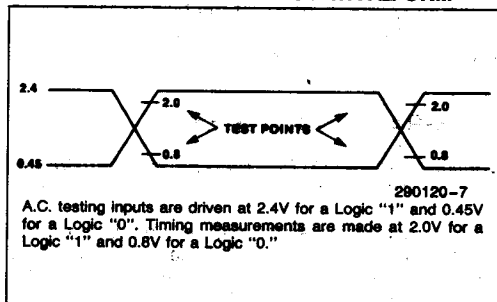 2.4
2.0
2.0
TEST POINTS
0.8
0.8
0.45
290120-7
A.C. testing inputs are driven at 2.4V for a Logic "1" and 0.45V
for a Logic "0". Timing measurements are made at 2.0V for a
Logic "1" and 0.8V for a Logic "0."